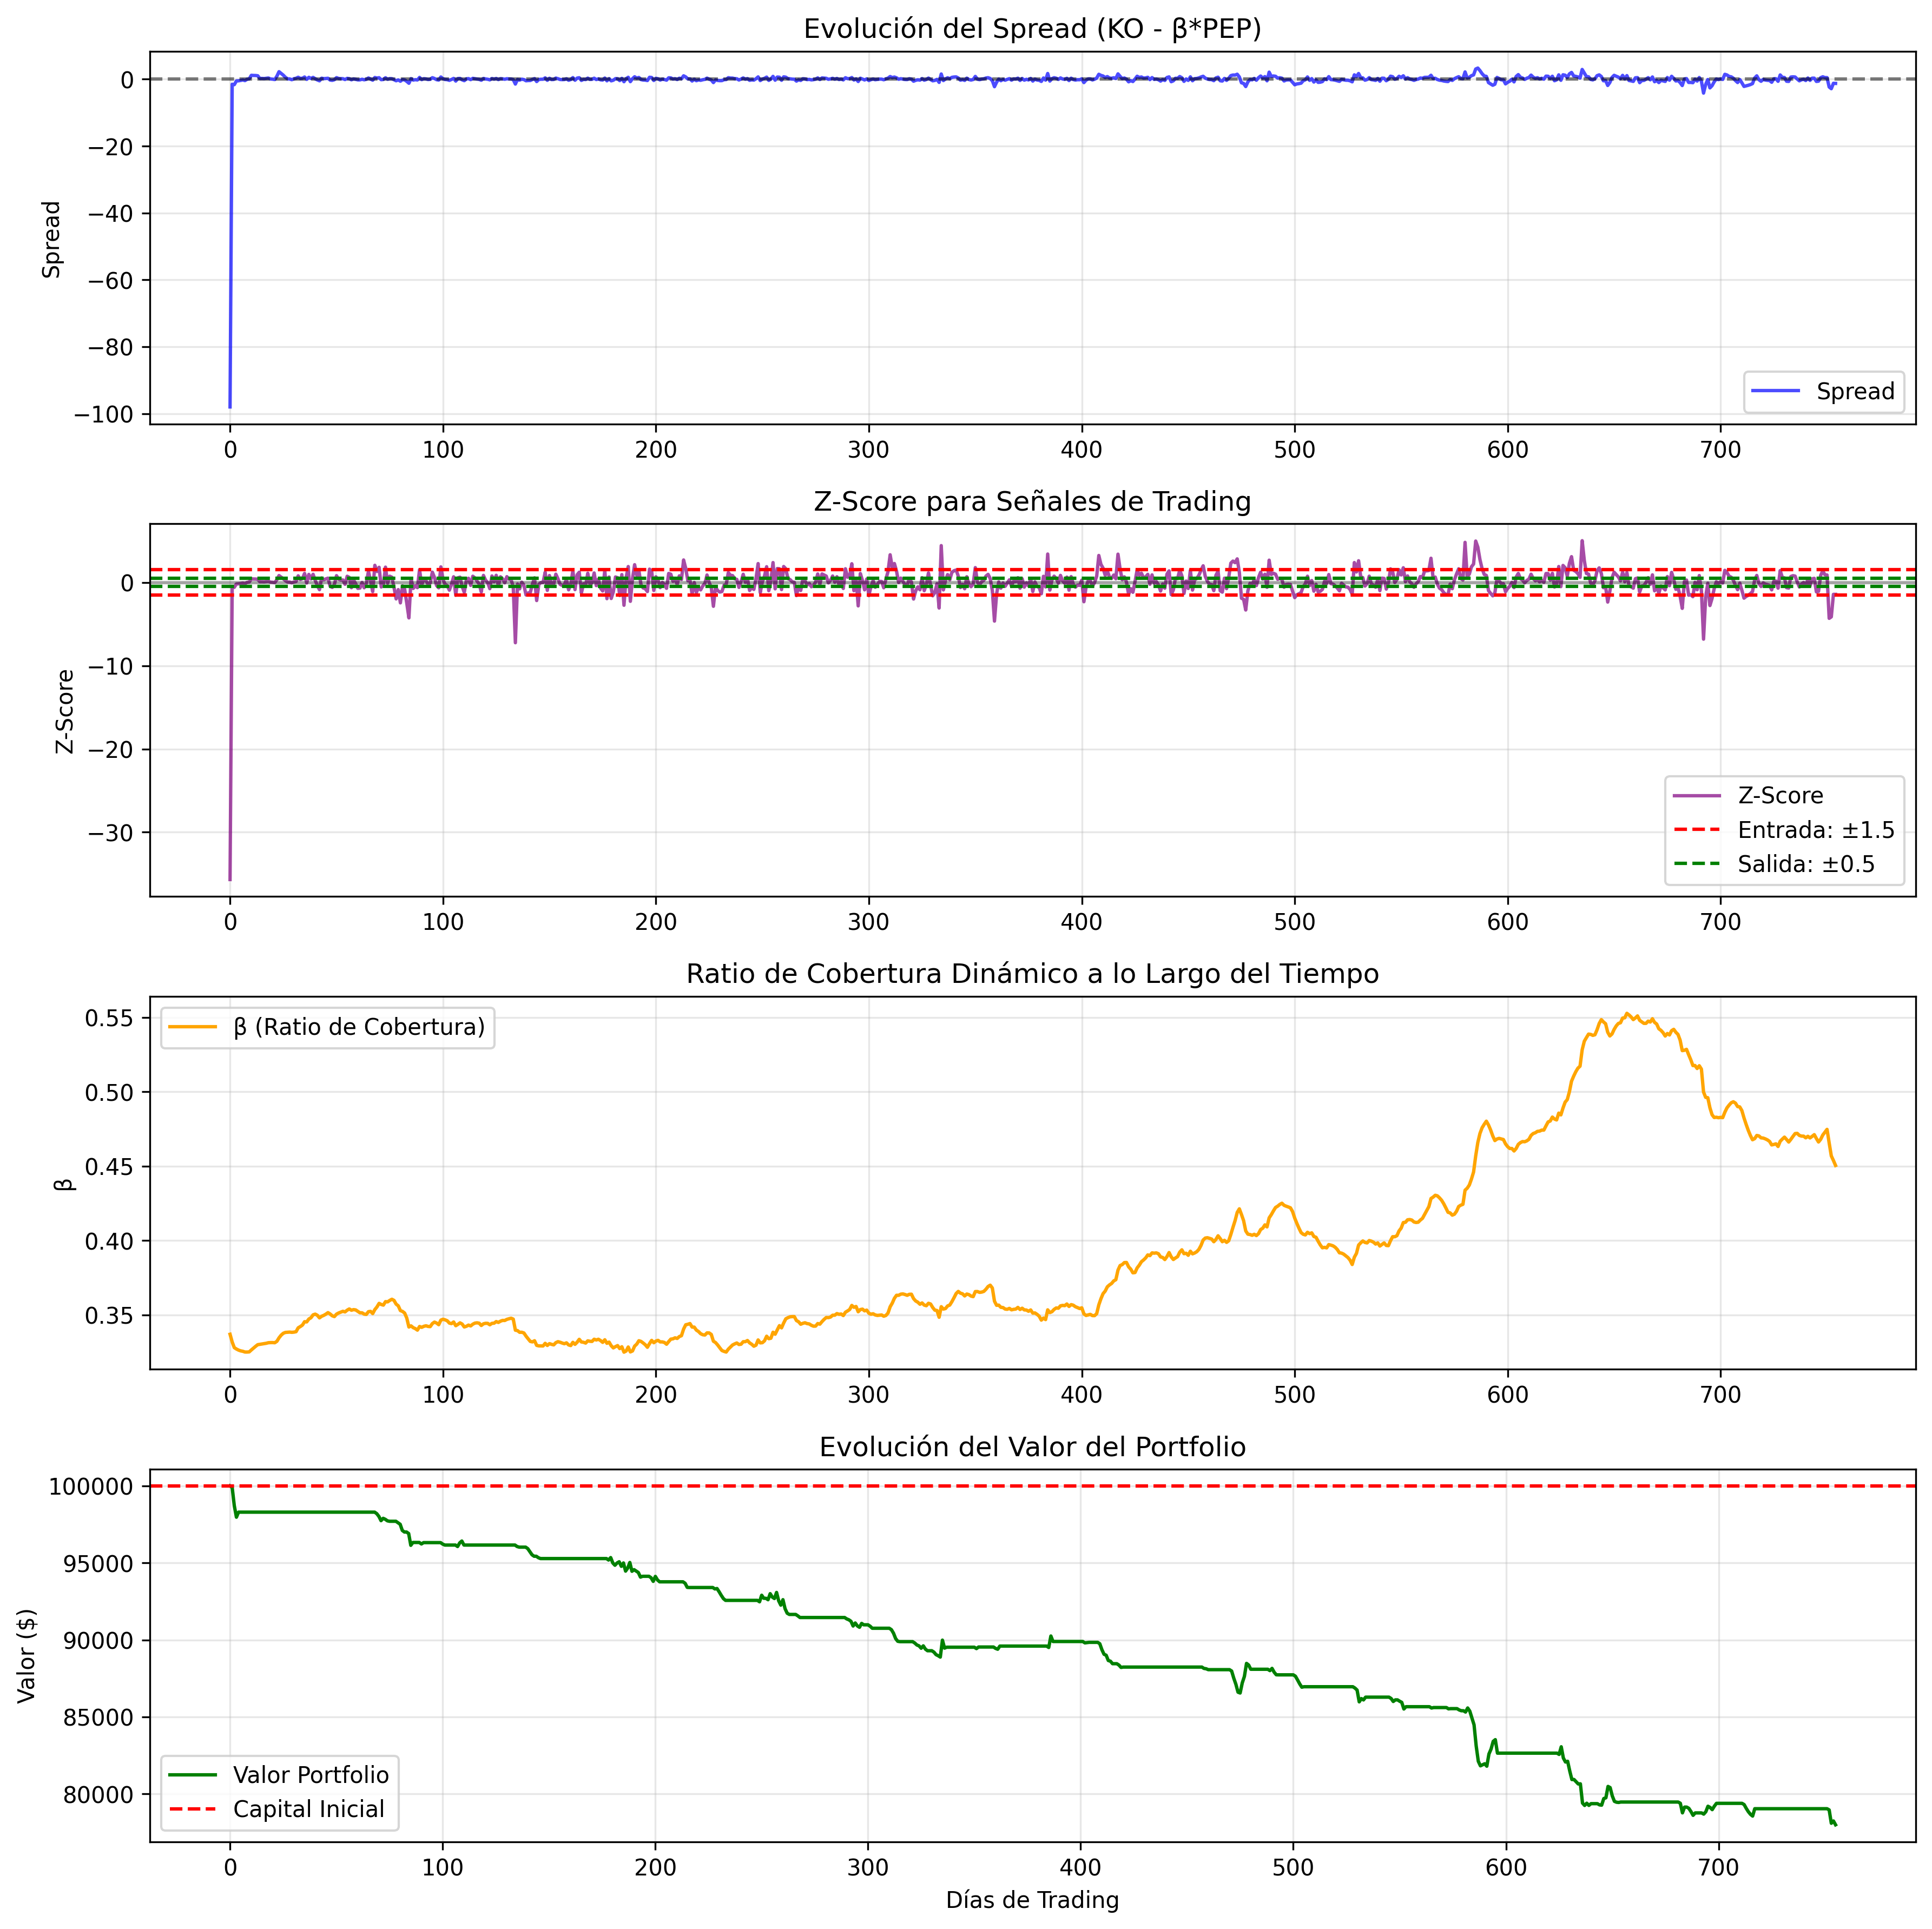 Evolución del Spread (KO - β*PEP)
0
−20
−40
−60
−80
−100
Spread
Spread
0 100 200 300 400 500 600 700
Z-Score para Señales de Trading
0
−10
−20
−30
Z-Score
Z-Score
Entrada: ±1.5
Salida: ±0.5
0 100 200 300 400 500 600 700
Ratio de Cobertura Dinámico a lo Largo del Tiempo
β (Ratio de Cobertura)
0.55
0.50
0.45
0.40
0.35
β
0 100 200 300 400 500 600 700
Evolución del Valor del Portfolio
100000
95000
90000
85000
80000
Valor ($)
Valor Portfolio
Capital Inicial
0 100 200 300 400 500 600 700
Días de Trading